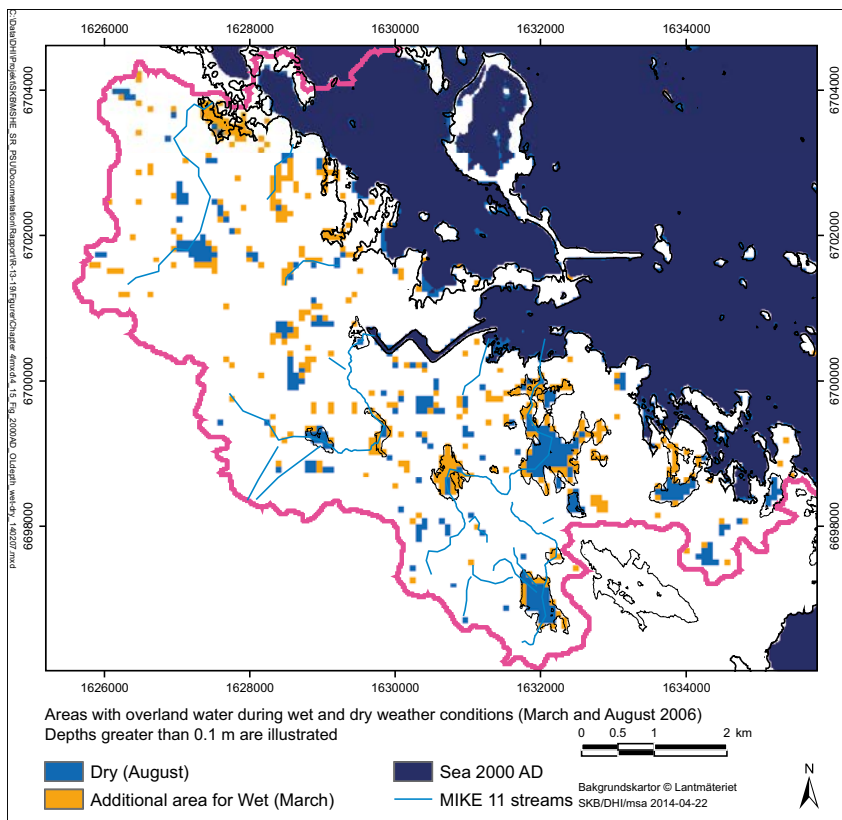 1626000 1628000 1630000 1632000 1634000
6704000 6704000
6702000 6702000
6700000 6700000
6698000 6698000
1626000 1628000 1630000 1632000 1634000
Areas with overland water during wet and dry weather conditions (March and August 2006)
Depths greater than 0.1 m are illustrated
0 0.5 1 2 km
Dry (August)
Additional area for Wet (March)
Sea 2000 AD
MIKE 11 streams
Bakgrundskartor © Lantmäteriet
SKB/DHI/msa 2014-04-22
N